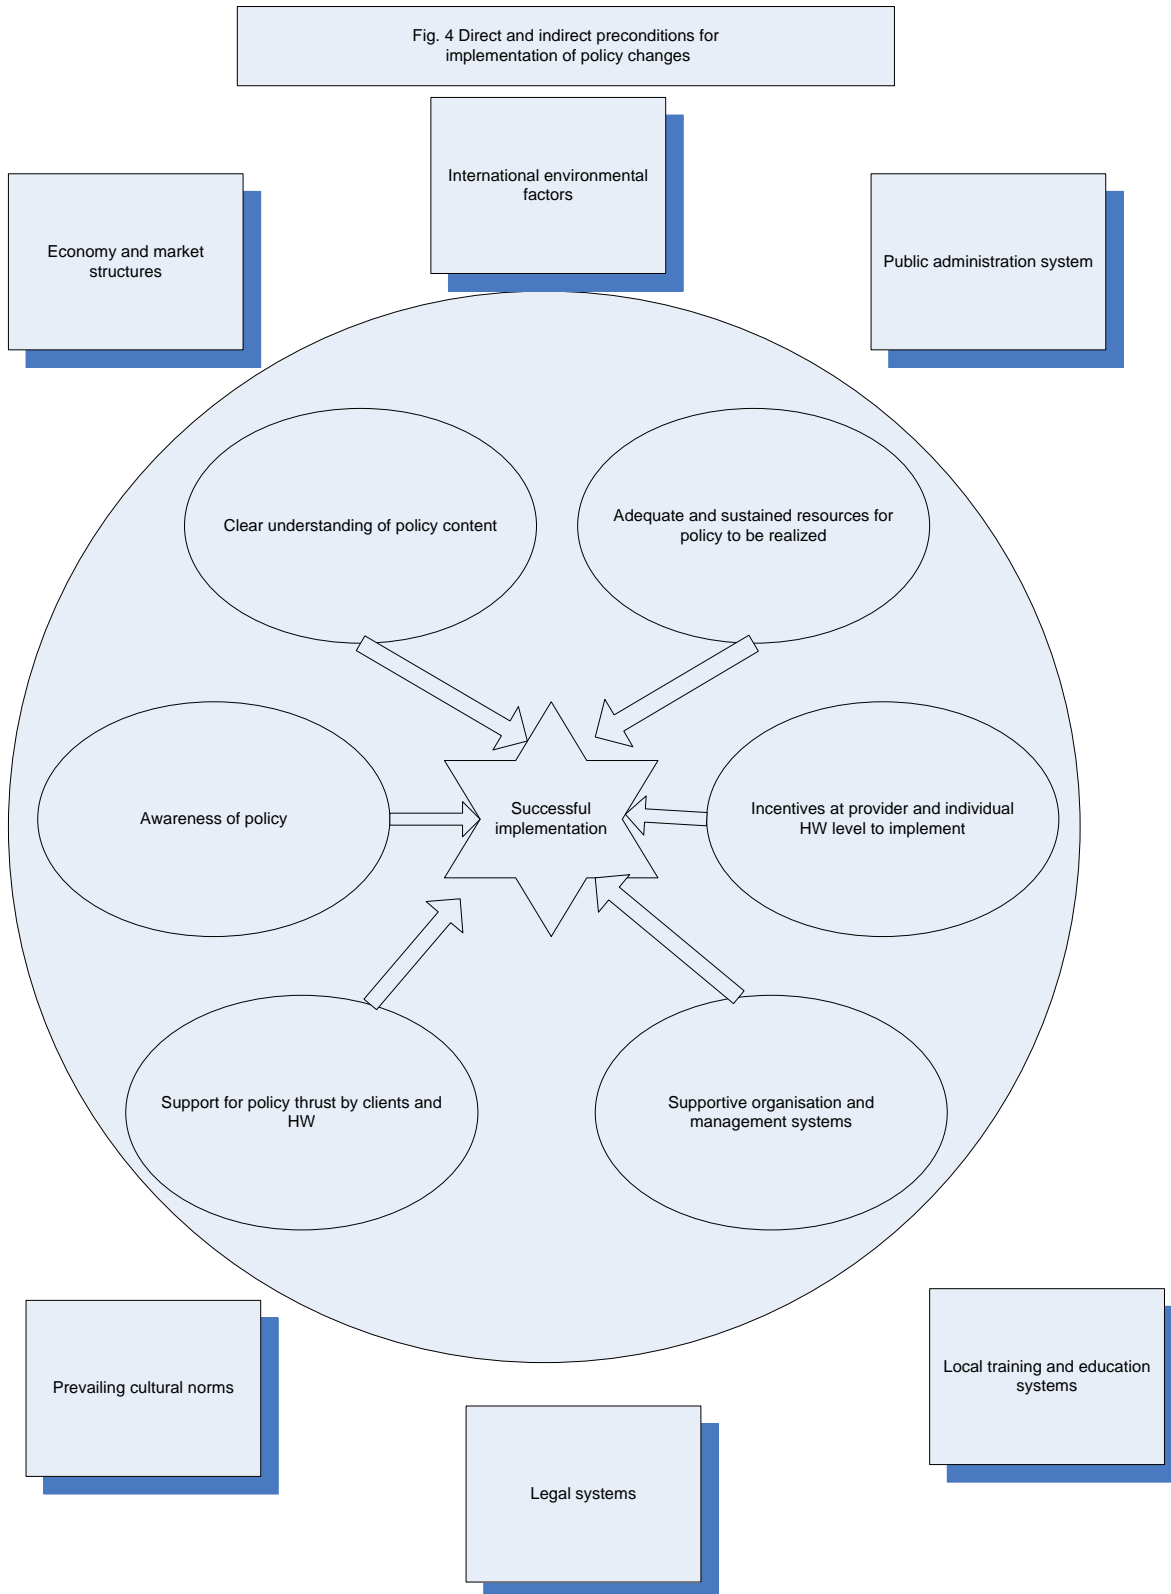 Fig. 4 Direct and indirect preconditions for
implementation of policy changes
International environmental
factors
Economy and market
structures
Public administration system
Clear understanding of policy content
Adequate and sustained resources for
policy to be realized
Awareness of policy
Successful
implementation
Incentives at provider and individual
HW level to implement
Support for policy thrust by clients and
HW
Supportive organisation and
management systems
Prevailing cultural norms
Local training and education
systems
Legal systems